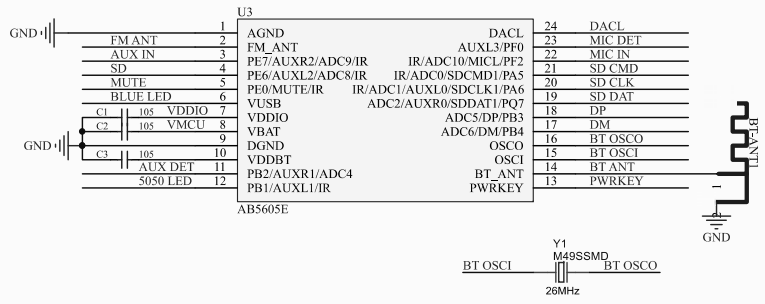 U3
GND 1 AGND DACL 24 DACL
FM ANT 2 FM_ANT AUXL3/PF0 23 MIC DET
AUX IN 3 PE7/AUXR2/ADC9/IR IR/ADC10/MICL/PF2 22 MIC IN
SD 4 PE6/AUXL2/ADC8/IR IR/ADC0/SDCMD1/PA5 21 SD CMD
MUTE 5 PE0/MUTE/IR IR/ADC1/AUXL0/SDCLK1/PA6 20 SD CLK
BLUE LED 6 VUSB ADC2/AUXR0/SDDAT1/PQ7 19 SD DAT
C1 105 VDDIO 7 VDDIO ADC5/DP/PB3 18 DP
C2 105 VMCU 8 VBAT ADC6/DM/PB4 17 DM
GND 9 DGND OSCO 16 BT OSCO
C3 105 10 VDDBT OSCI 15 BT OSCI
AUX DET 11 PB2/AUXR1/ADC4 BT_ANT 14 BT ANT
5050 LED 12 PB1/AUXL1/IR PWRKEY 13 PWRKEY
AB5605E
BT-ANT1
1
2
GND
Y1
M49SSMD
BT OSCI BT OSCO
26MHz